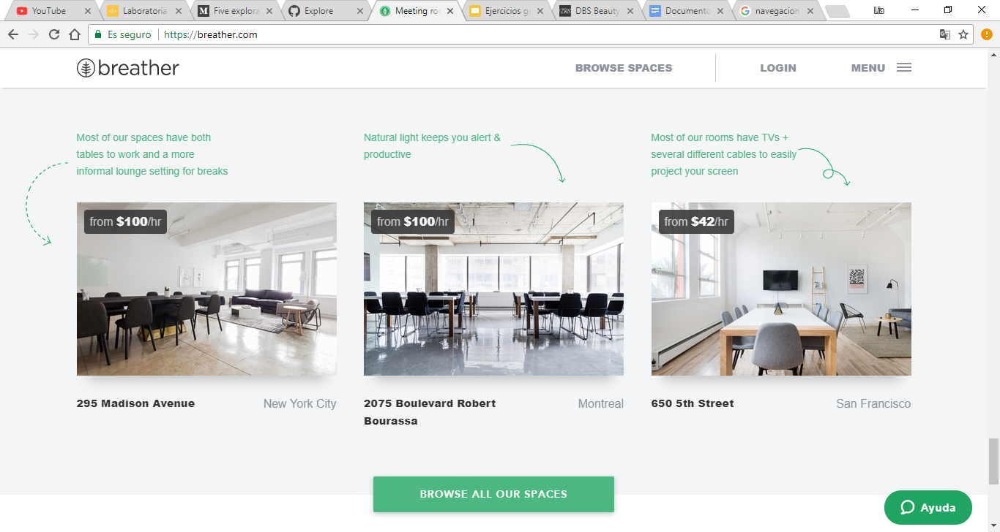 YouTube
Laboratoria
Five explora
Explore
Meeting ro
Ejercicios gu
DBS Beauty
Documento
navegacion
Es seguro
https://breather.com
breather
BROWSE SPACES
LOGIN
MENU
Most of our spaces have both
tables to work and a more
informal lounge setting for breaks
Natural light keeps you alert &
productive
Most of our rooms have TVs +
several different cables to easily
project your screen
from $100/hr
from $100/hr
from $42/hr
295 Madison Avenue
New York City
2075 Boulevard Robert
Bourassa
Montreal
650 5th Street
San Francisco
BROWSE ALL OUR SPACES
Ayuda